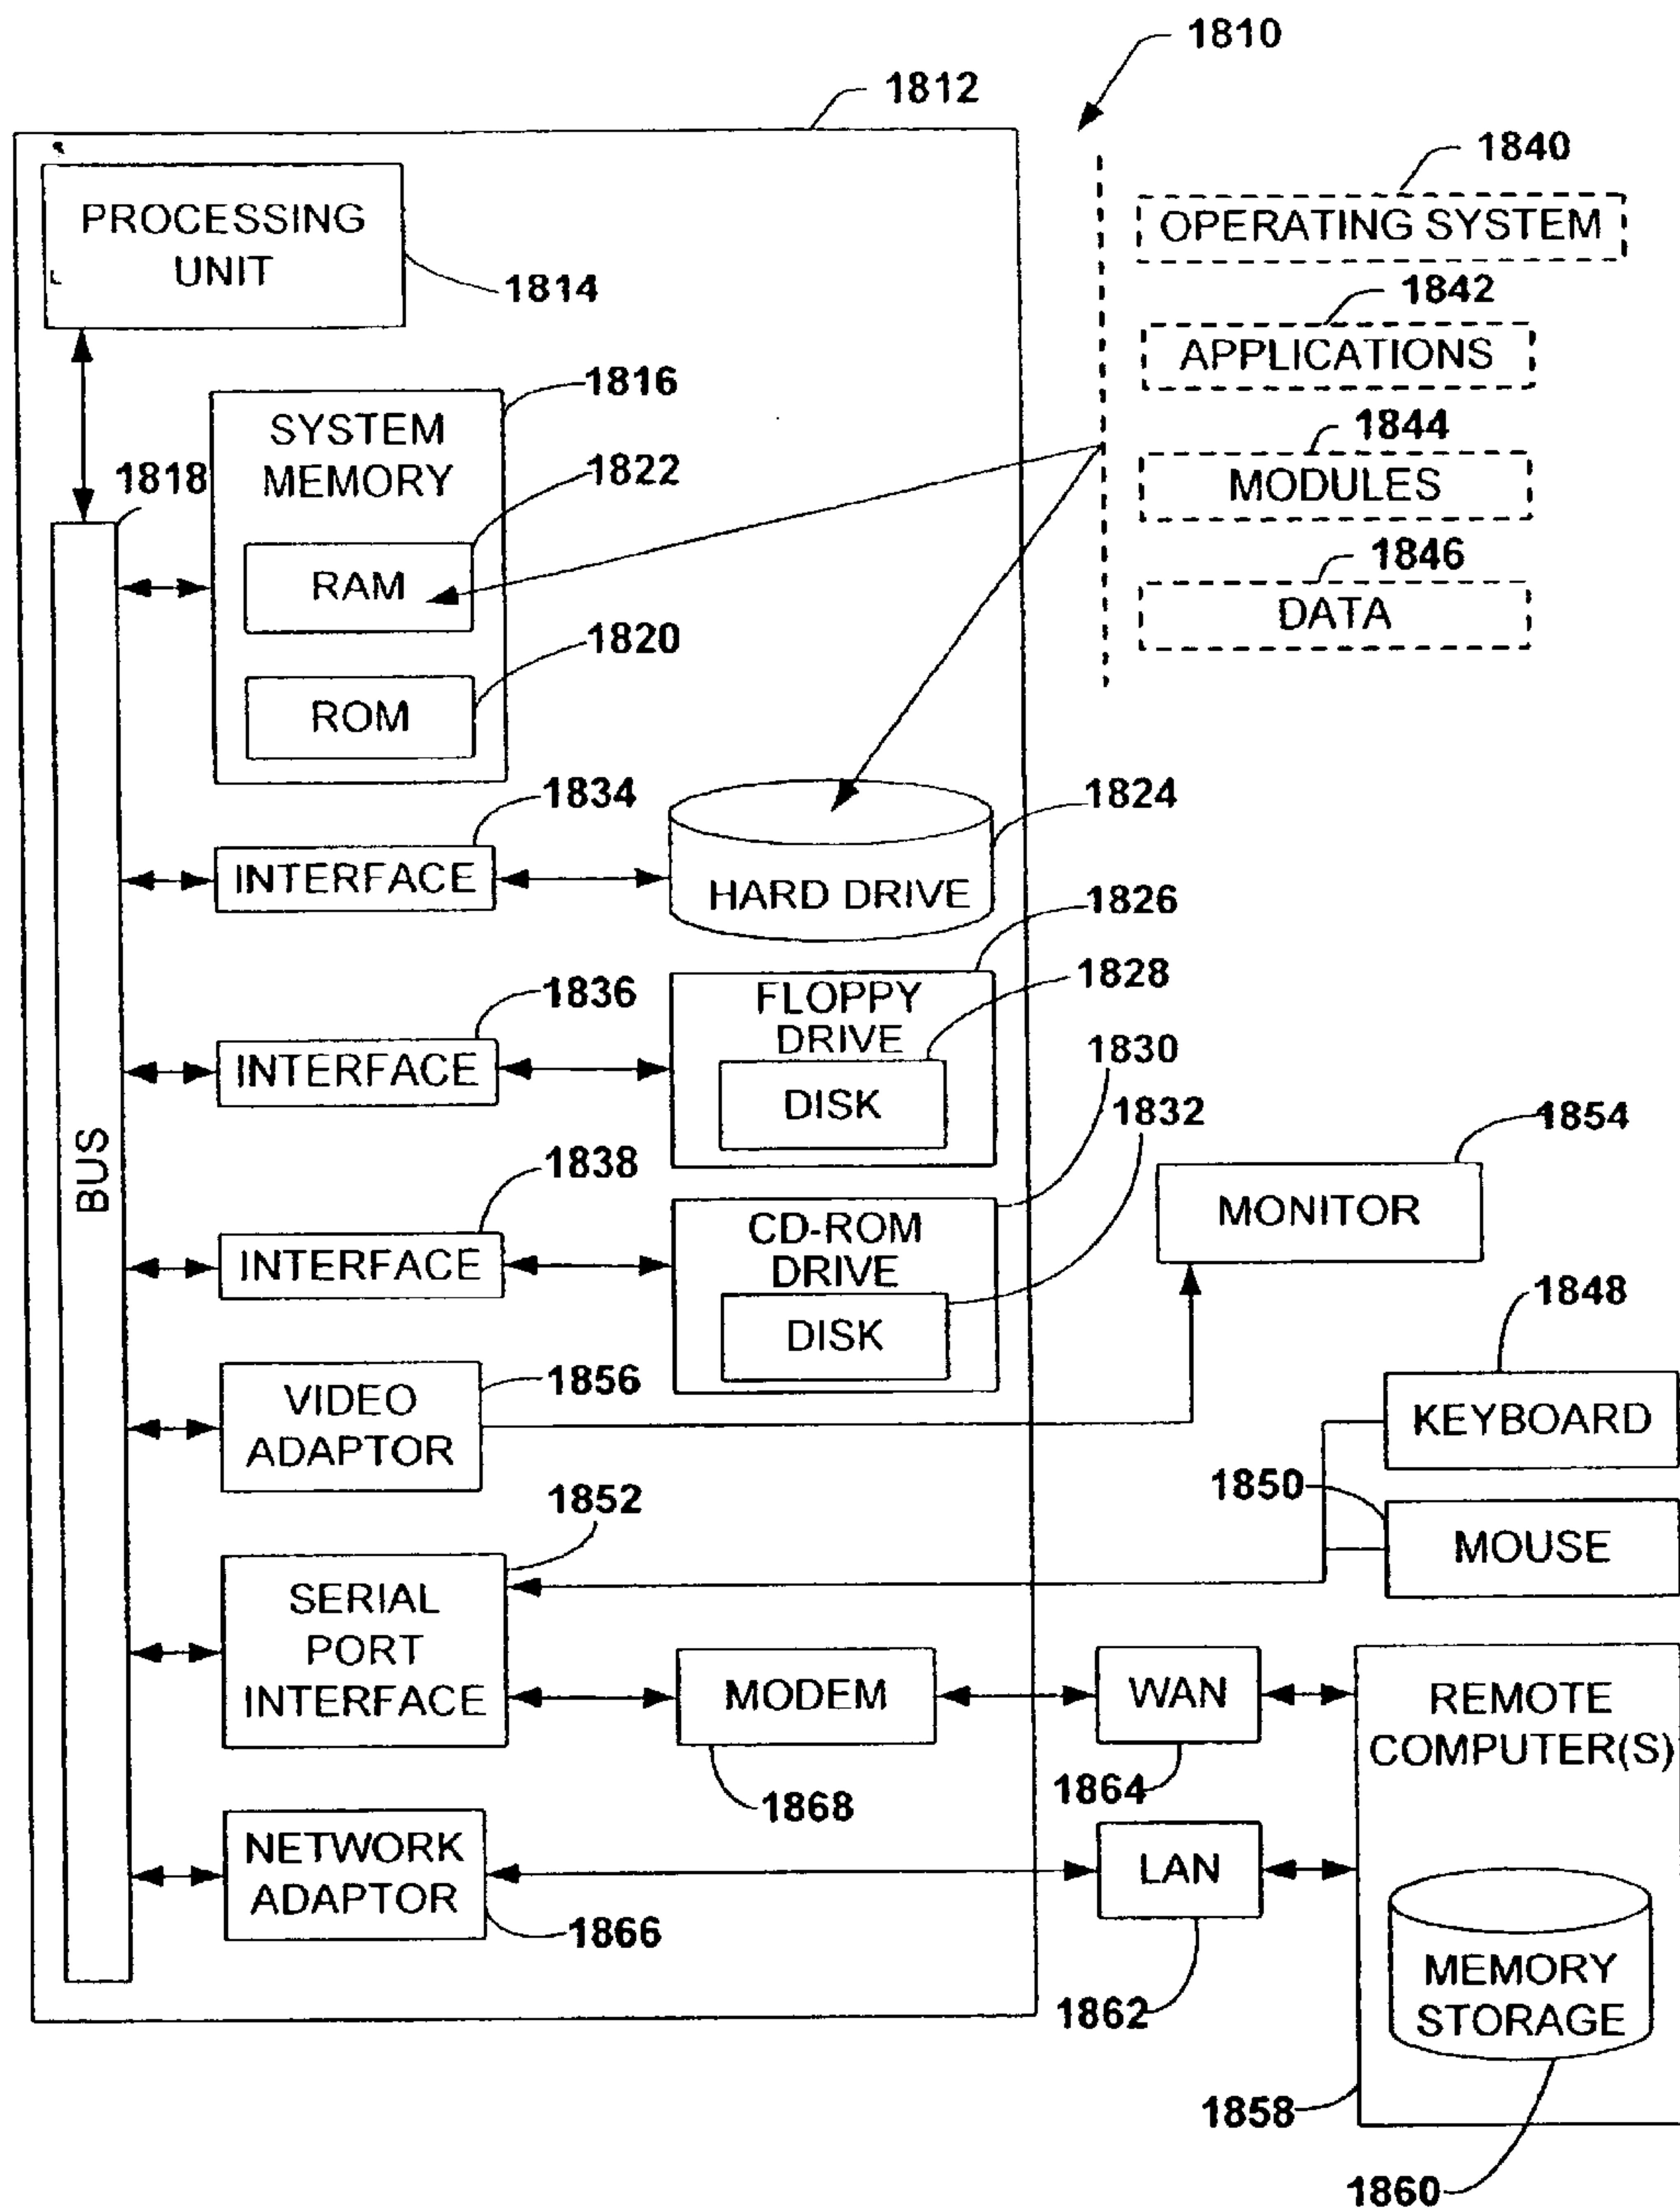 1810
1812
1840
PROCESSING
UNIT
OPERATING SYSTEM
1814
1842
APPLICATIONS
1816
SYSTEM
MEMORY
1844
1818
1822
MODULES
RAM
1846
DATA
1820
ROM
1834
1824
INTERFACE
HARD DRIVE
1826
1836
1828
FLOPPY
DRIVE
INTERFACE
1830
DISK
1832
1854
BUS
1838
MONITOR
CD-ROM
DRIVE
INTERFACE
1848
DISK
1856
VIDEO
ADAPTOR
KEYBOARD
1852
1850
MOUSE
SERIAL
PORT
INTERFACE
MODEM
WAN
REMOTE
COMPUTER(S)
1868
1864
NETWORK
ADAPTOR
LAN
1866
1862
MEMORY
STORAGE
1858
1860